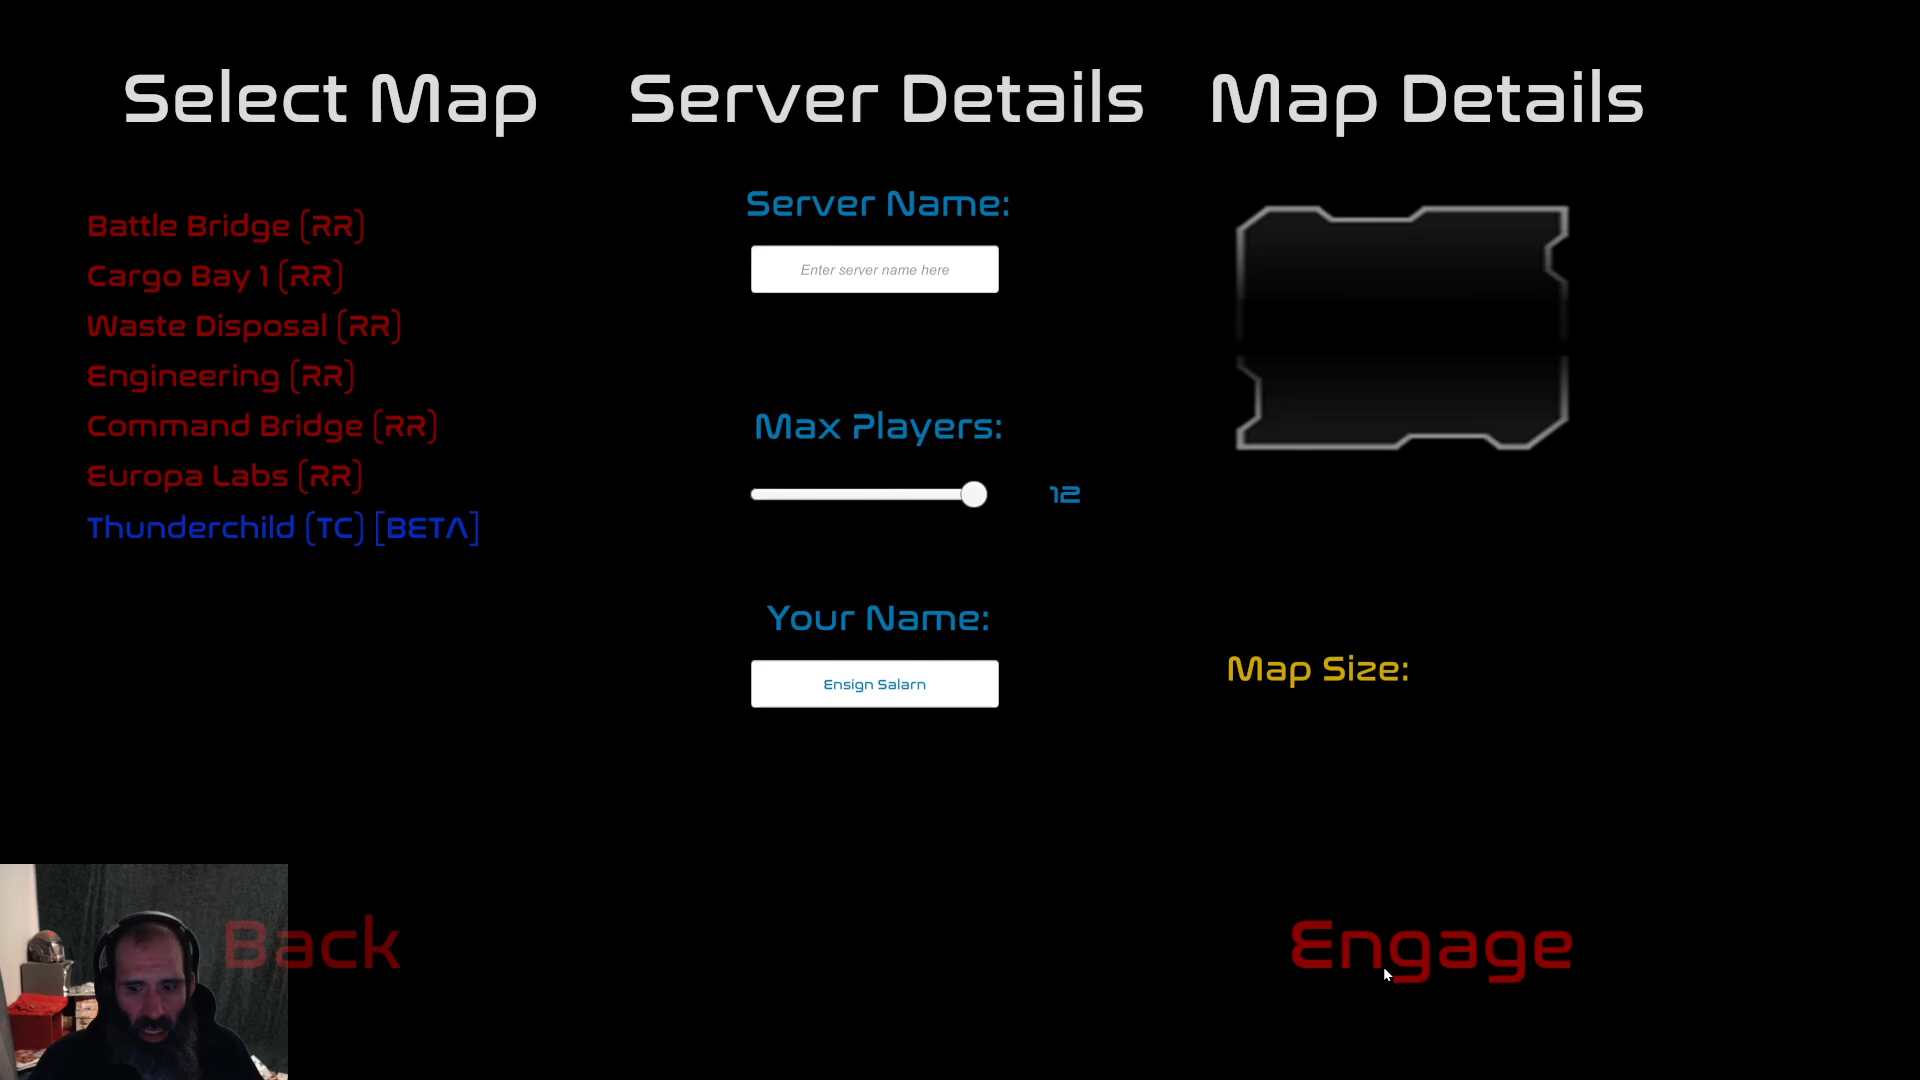 Select Map
Server Details
Map Details
Battle Bridge (RR)
Cargo Bay 1 (RR)
Waste Disposal (RR)
Engineering (RR)
Command Bridge (RR)
Europa Labs (RR)
Thunderchild (TC) [BETA]
Server Name:
Enter server name here
Max Players:
12
Your Name:
Ensign Salarn
Map Size:
Back
Engage